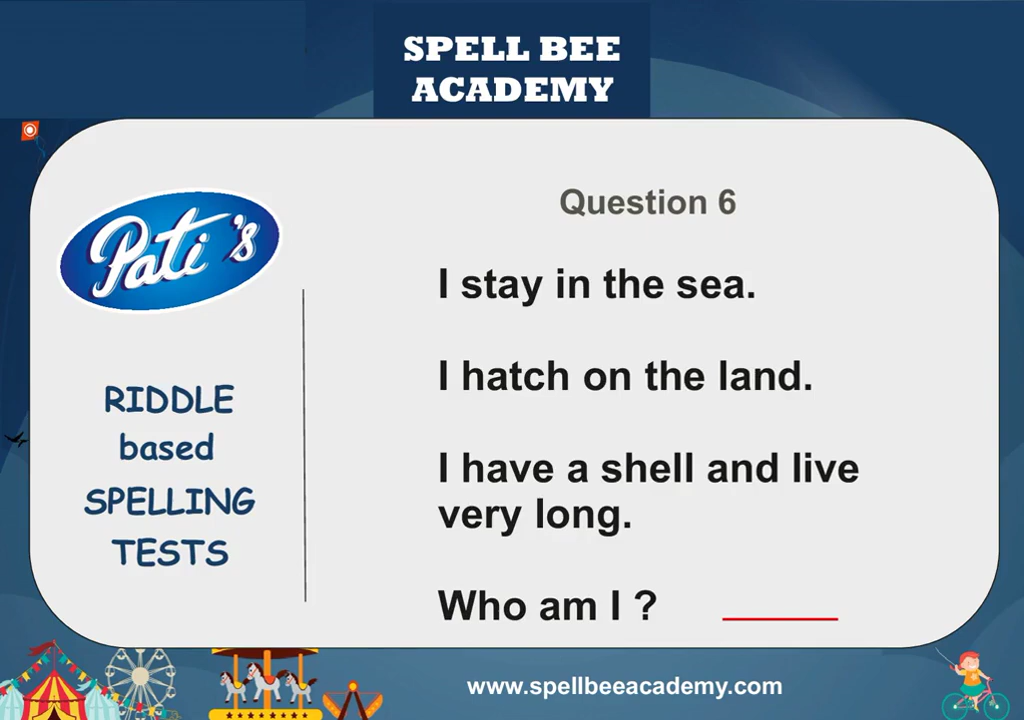 SPELL BEE
ACADEMY
Pati's
RIDDLE
based
SPELLING
TESTS
Question 6
I stay in the sea.
I hatch on the land.
I have a shell and live
very long.
Who am I ?
www.spellbeeacademy.com